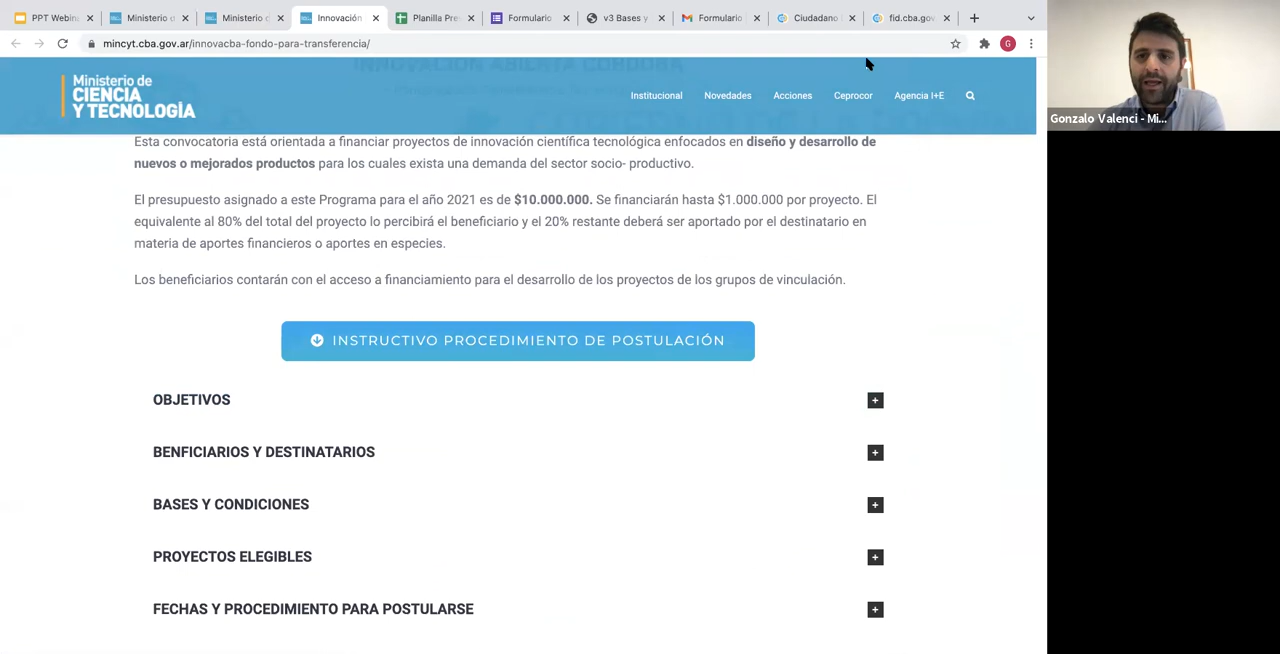 PPT Webin
Ministerio d
Ministerio d
Innovación
Planilla Pre
Formulario
v3 Bases y
Formulario
Ciudadano
fid.cba.gov.
mincyt.cba.gov.ar/innovacba-fondo-para-transferencia/
G
INNOVACIÓN ABIERTA CÓRDOBA
Ministerio de
CIENCIA
Y TECNOLOGÍA
Institucional Novedades Acciones Ceprocor Agencia I+E
Gonzalo Valenci - Mi...
Esta convocatoria está orientada a financiar proyectos de innovación científica tecnológica enfocados en diseño y desarrollo de
nuevos o mejorados productos para los cuales exista una demanda del sector socio- productivo.
El presupuesto asignado a este Programa para el año 2021 es de $10.000.000. Se financiarán hasta $1.000.000 por proyecto. El
equivalente al 80% del total del proyecto lo percibirá el beneficiario y el 20% restante deberá ser aportado por el destinatario en
materia de aportes financieros o aportes en especies.
Los beneficiarios contarán con el acceso a financiamiento para el desarrollo de los proyectos de los grupos de vinculación.
INSTRUCTIVO PROCEDIMIENTO DE POSTULACIÓN
OBJETIVOS
BENFICIARIOS Y DESTINATARIOS
BASES Y CONDICIONES
PROYECTOS ELEGIBLES
FECHAS Y PROCEDIMIENTO PARA POSTULARSE